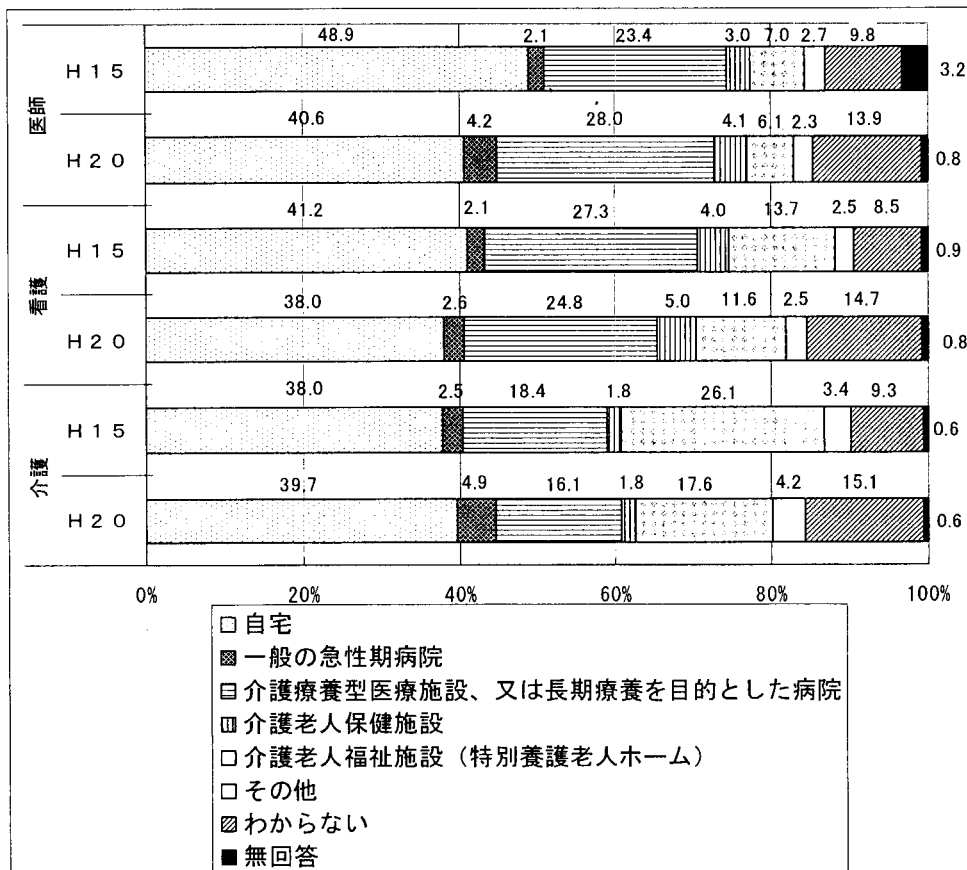 48.9 2.1 23.4 3.0 7.0 2.7 9.8
H15 3.2
医師
40.6 4.2 28.0 4.1 6.1 2.3 13.9
H20 0.8
41.2 2.1 27.3 4.0 13.7 2.5 8.5
H15 0.9
看護
38.0 2.6 24.8 5.0 11.6 2.5 14.7
H20 0.8
38.0 2.5 18.4 1.8 26.1 3.4 9.3
H15 0.6
介護
39.7 4.9 16.1 1.8 17.6 4.2 15.1
H20 0.6
0% 40% 60% 80% 100%
自宅
一般の急性期病院
介護療養型医療施設、又は長期療養を目的とした病院
介護老人保健施設
介護老人福祉施設（特別養護老人ホーム）
その他
わからない
無回答